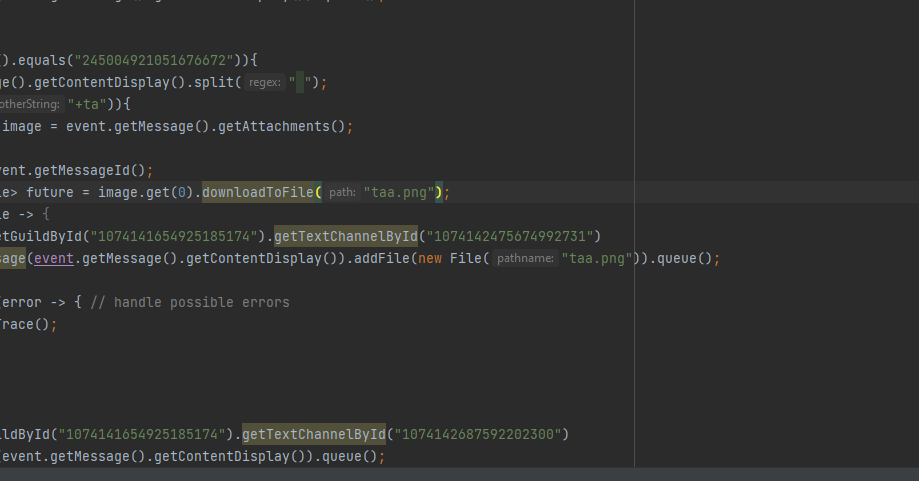 ).equals("245004921051676672")){
ge().getContentDisplay().split( regex: " ");
otherString: "+ta")){
image = event.getMessage().getAttachments();
vent.getMessageId();
le> future = image.get(0).downloadToFile( path: "taa.png");
le -> {
etGuildById("1074141654925185174").getTextChannelById("1074142475674992731")
sage(event.getMessage().getContentDisplay()).addFile(new File( pathname: "taa.png")).queue();
(error -> { // handle possible errors
Trace();
ldById("1074141654925185174").getTextChannelById("1074142687592202300")
(event.getMessage().getContentDisplay()).queue();